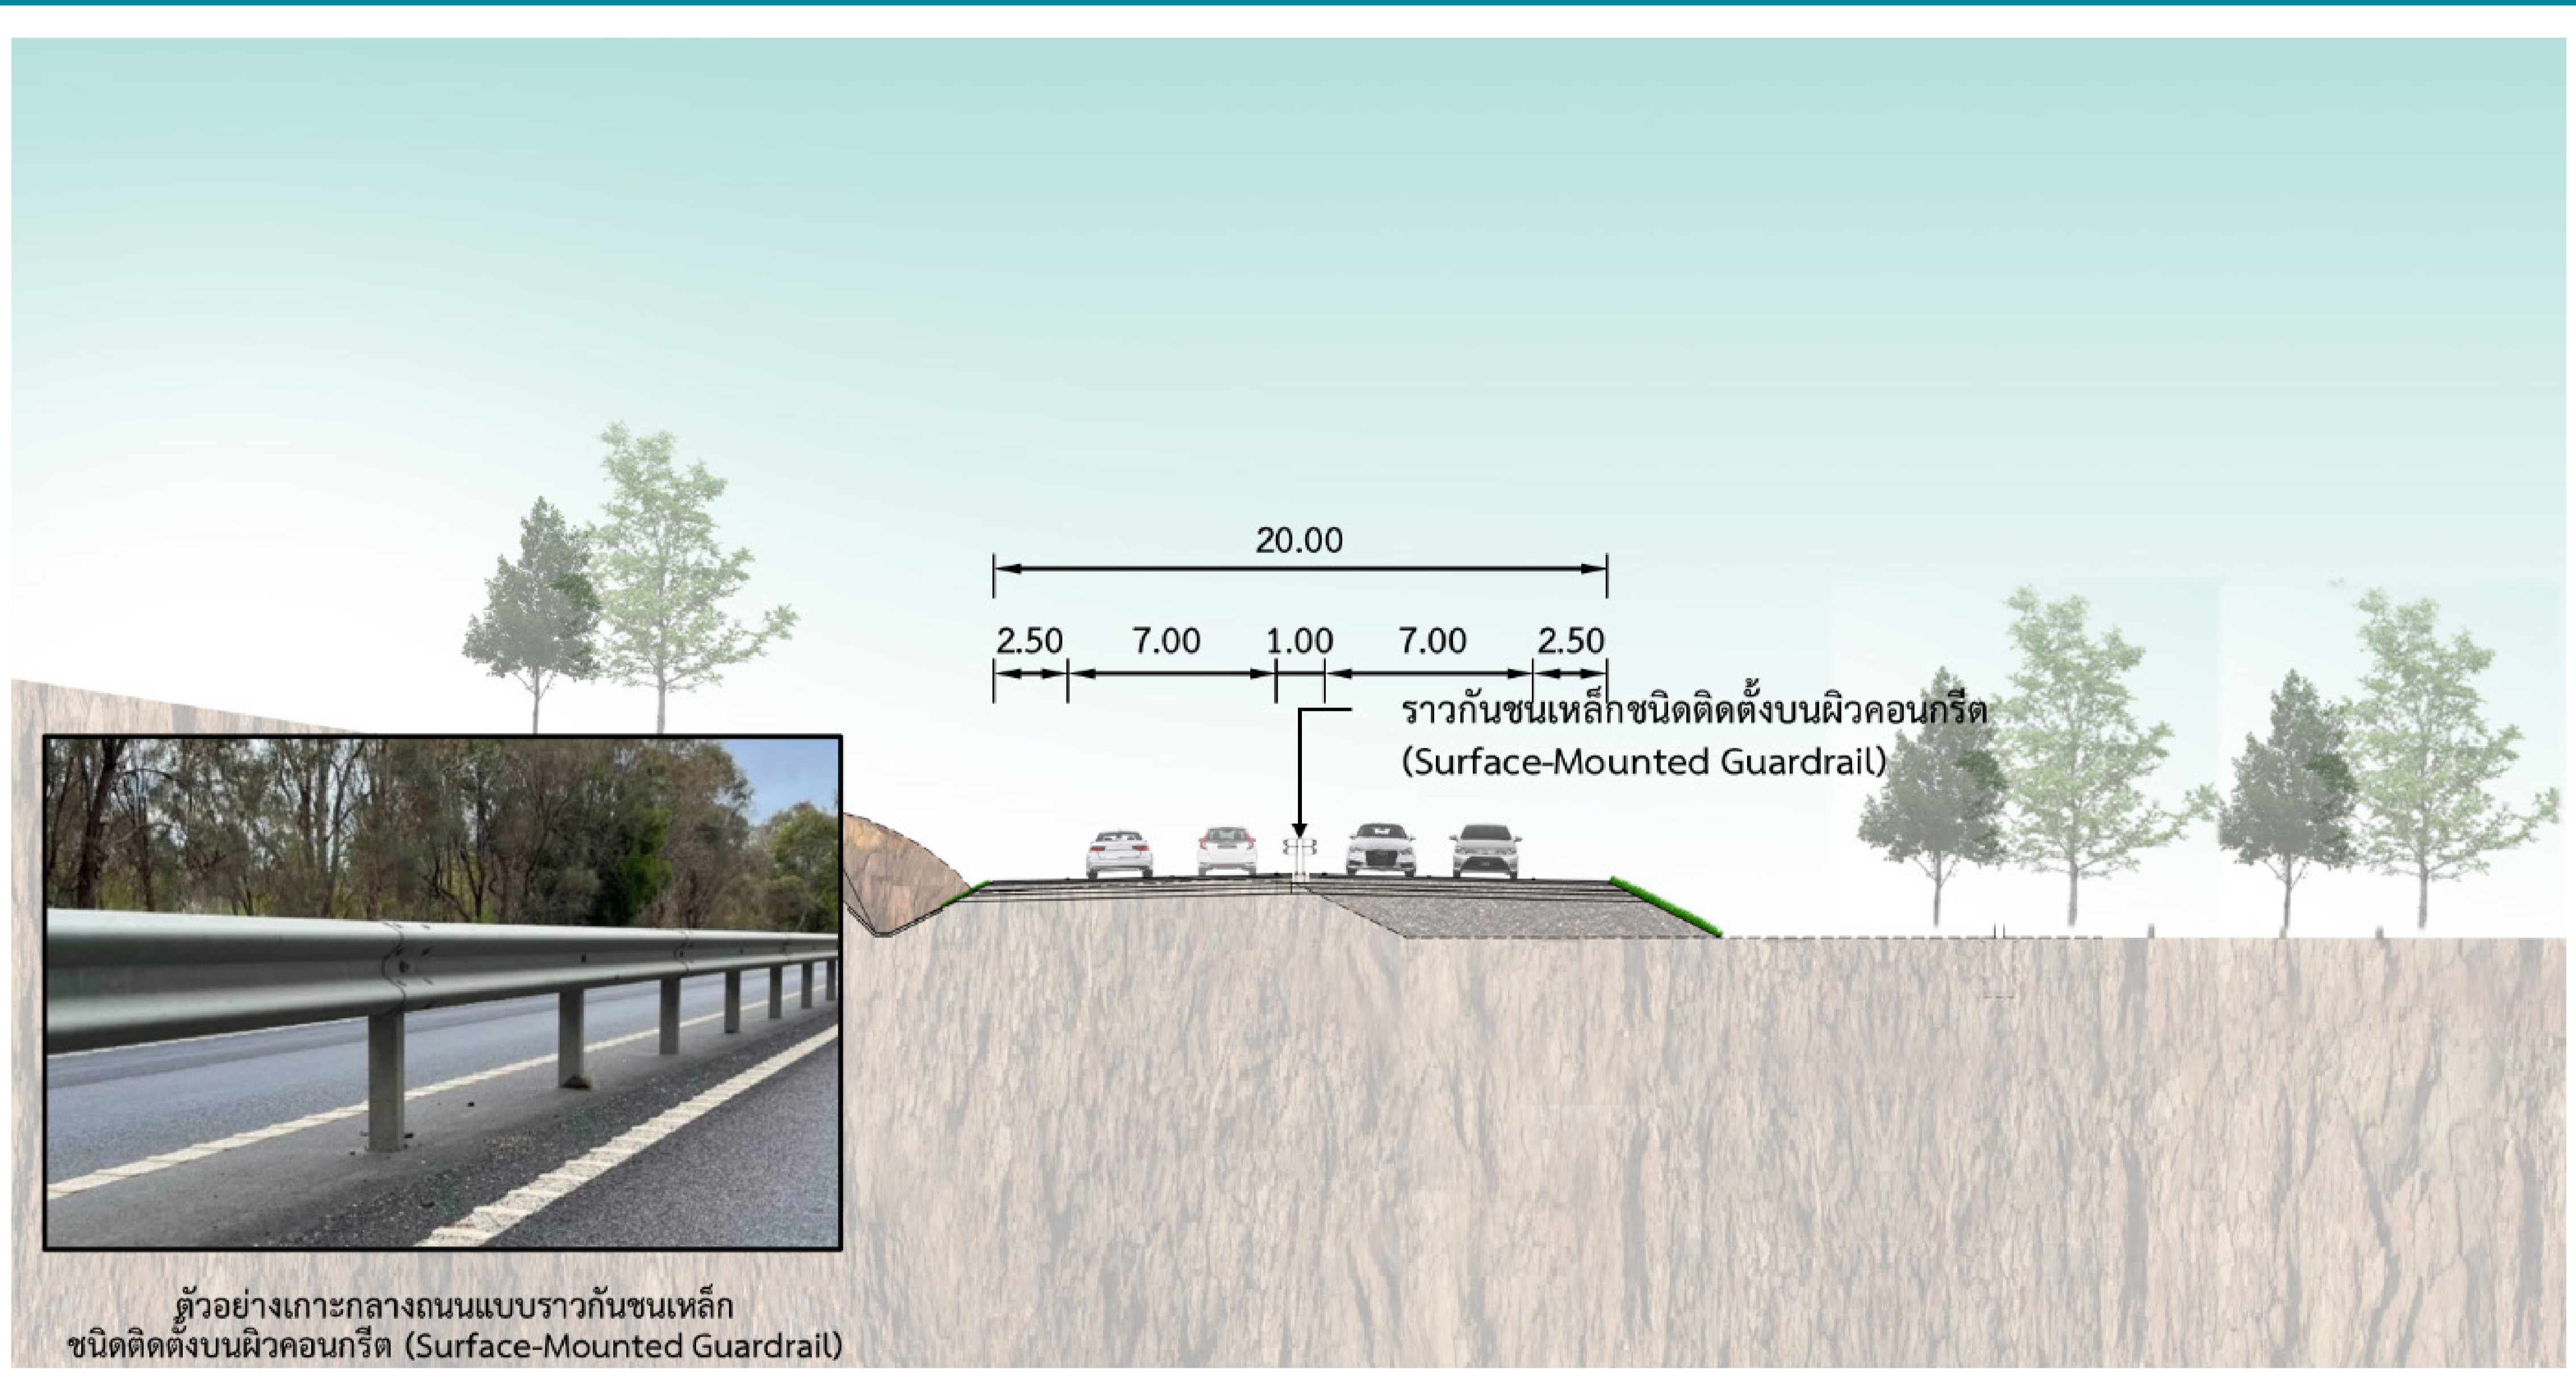 20.00
2.50 7.00 1.00 7.00 2.50
ราวกันชนเหล็กชนิดติดตั้งบนผิวคอนกรีต
(Surface-Mounted Guardrail)
ตัวอย่างเกาะกลางถนนแบบราวกันชนเหล็ก
ชนิดติดตั้งบนผิวคอนกรีต (Surface-Mounted Guardrail)